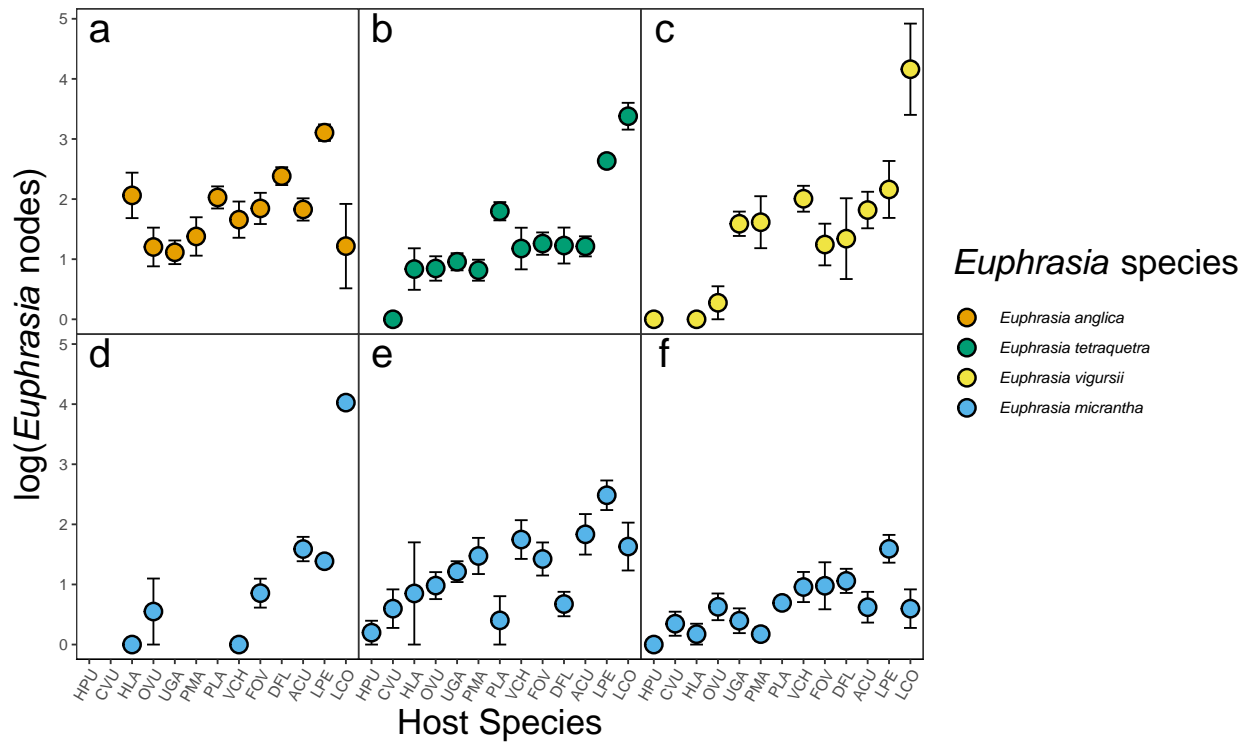 a b c
5
4
3
2
1
0
d e f
5
4
3
2
1
0
log(Euphrasia nodes)
HPU CVU HLA OVU UGA PMA PLA VCH FOV DFL ACU LPE LCO HPU CVU HLA OVU UGA PMA PLA VCH FOV DFL ACU LPE LCO HPU CVU HLA OVU UGA PMA PLA VCH FOV DFL ACU LPE LCO
Host Species
Euphrasia species
Euphrasia anglica
Euphrasia tetraquetra
Euphrasia vigursii
Euphrasia micrantha